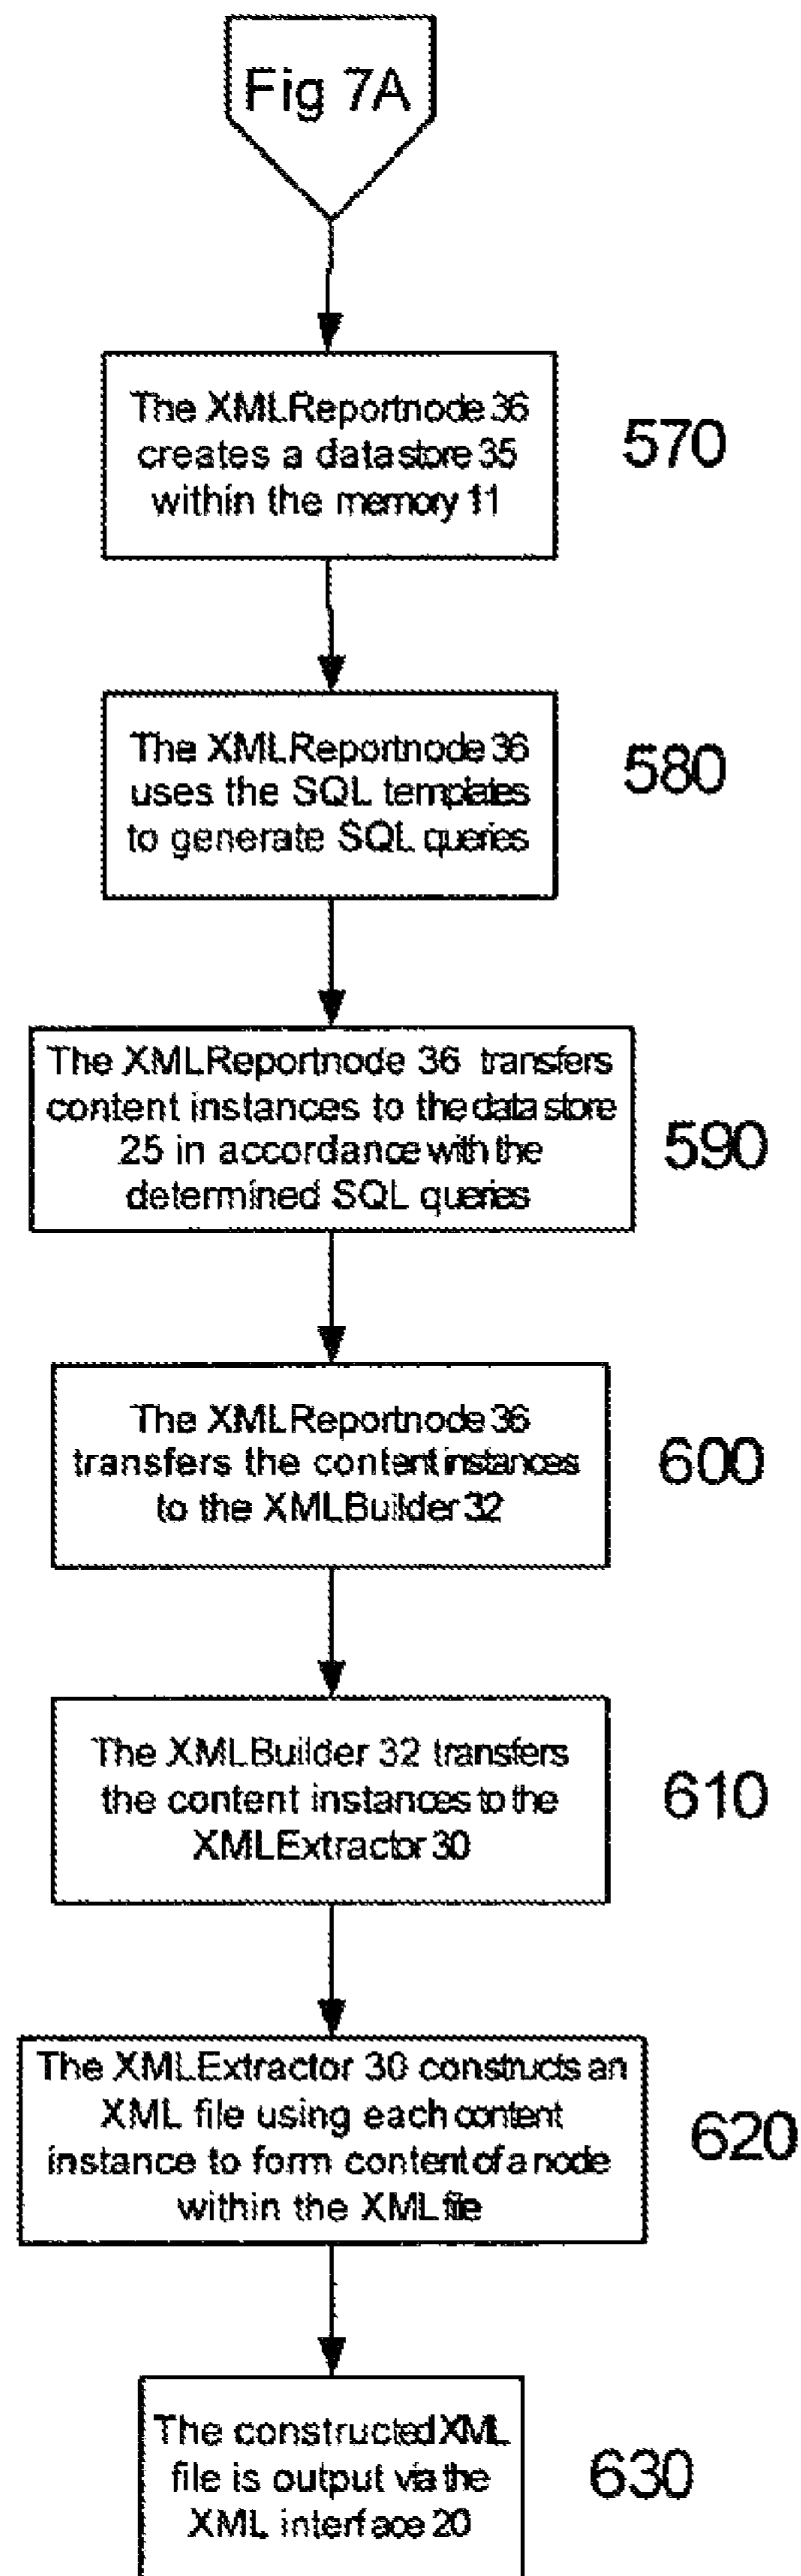 Fig 7A
The XMLReportnode 36
creates a datastore 35
within the memory 11
570
The XMLReportnode 36
uses the SQL templates
to generate SQL queries
580
The XMLReportnode 36 transfers
content instances to the data store
25 in accordance with the
determined SQL queries
590
The XMLReportnode 36
transfers the content instances
to the XMLBuilder 32
600
The XMLBuilder 32 transfers
the content instances to the
XMLExtractor 30
610
The XMLExtractor 30 constructs an
XML file using each content
instance to form content of a node
within the XML file
620
The constructed XML
file is output via the
XML interface 20
630